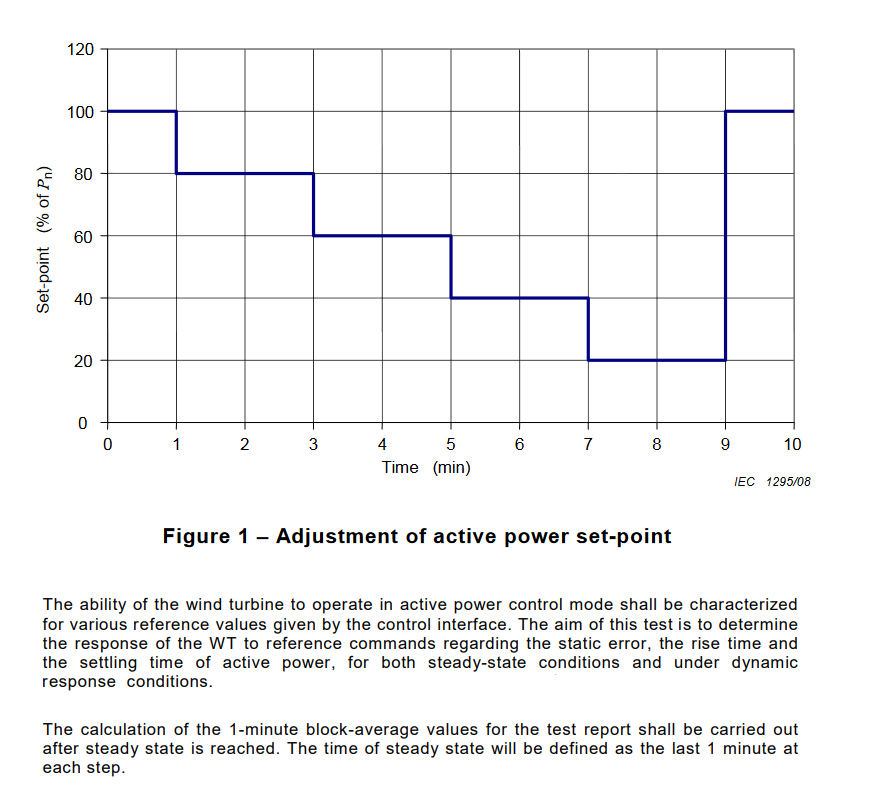 120
100
80
60
40
20
0
Set-point (% of Pn)
0 1 2 3 4 5 6 7 8 9 10
Time (min)
IEC 1295/08
Figure 1 – Adjustment of active power set-point
The ability of the wind turbine to operate in active power control mode shall be characterized
for various reference values given by the control interface. The aim of this test is to determine
the response of the WT to reference commands regarding the static error, the rise time and
the settling time of active power, for both steady-state conditions and under dynamic
response conditions.
The calculation of the 1-minute block-average values for the test report shall be carried out
after steady state is reached. The time of steady state will be defined as the last 1 minute at
each step.